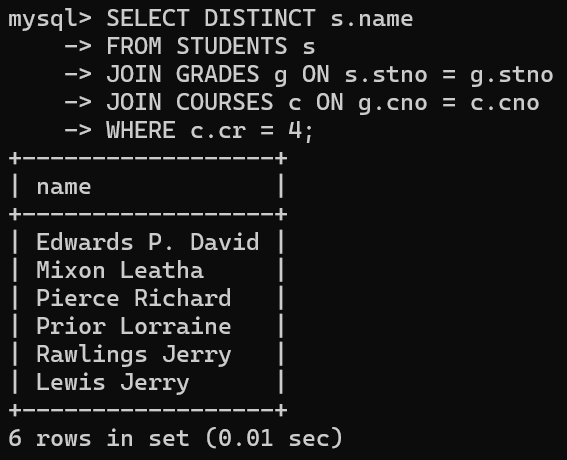 mysql> SELECT DISTINCT s.name
    -> FROM STUDENTS s
    -> JOIN GRADES g ON s.stno = g.stno
    -> JOIN COURSES c ON g.cno = c.cno
    -> WHERE c.cr = 4;
+-----------------+
| name            |
+-----------------+
| Edwards P. David |
| Mixon Leatha     |
| Pierce Richard   |
| Prior Lorraine   |
| Rawlings Jerry   |
| Lewis Jerry      |
+-----------------+
6 rows in set (0.01 sec)